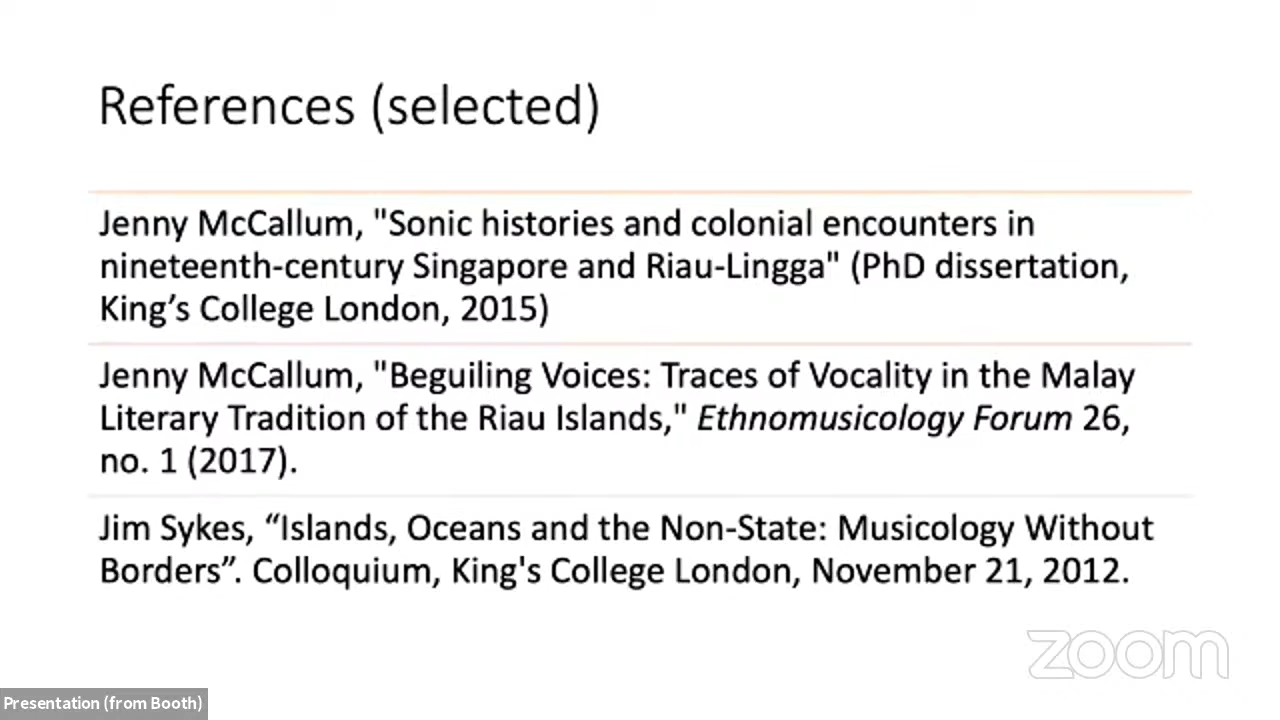 References (selected)
Jenny McCallum, "Sonic histories and colonial encounters in
nineteenth-century Singapore and Riau-Lingga" (PhD dissertation,
King’s College London, 2015)
Jenny McCallum, "Beguiling Voices: Traces of Vocality in the Malay
Literary Tradition of the Riau Islands," Ethnomusicology Forum 26,
no. 1 (2017).
Jim Sykes, “Islands, Oceans and the Non-State: Musicology Without
Borders”. Colloquium, King's College London, November 21, 2012.
zoom
Presentation (from Booth)